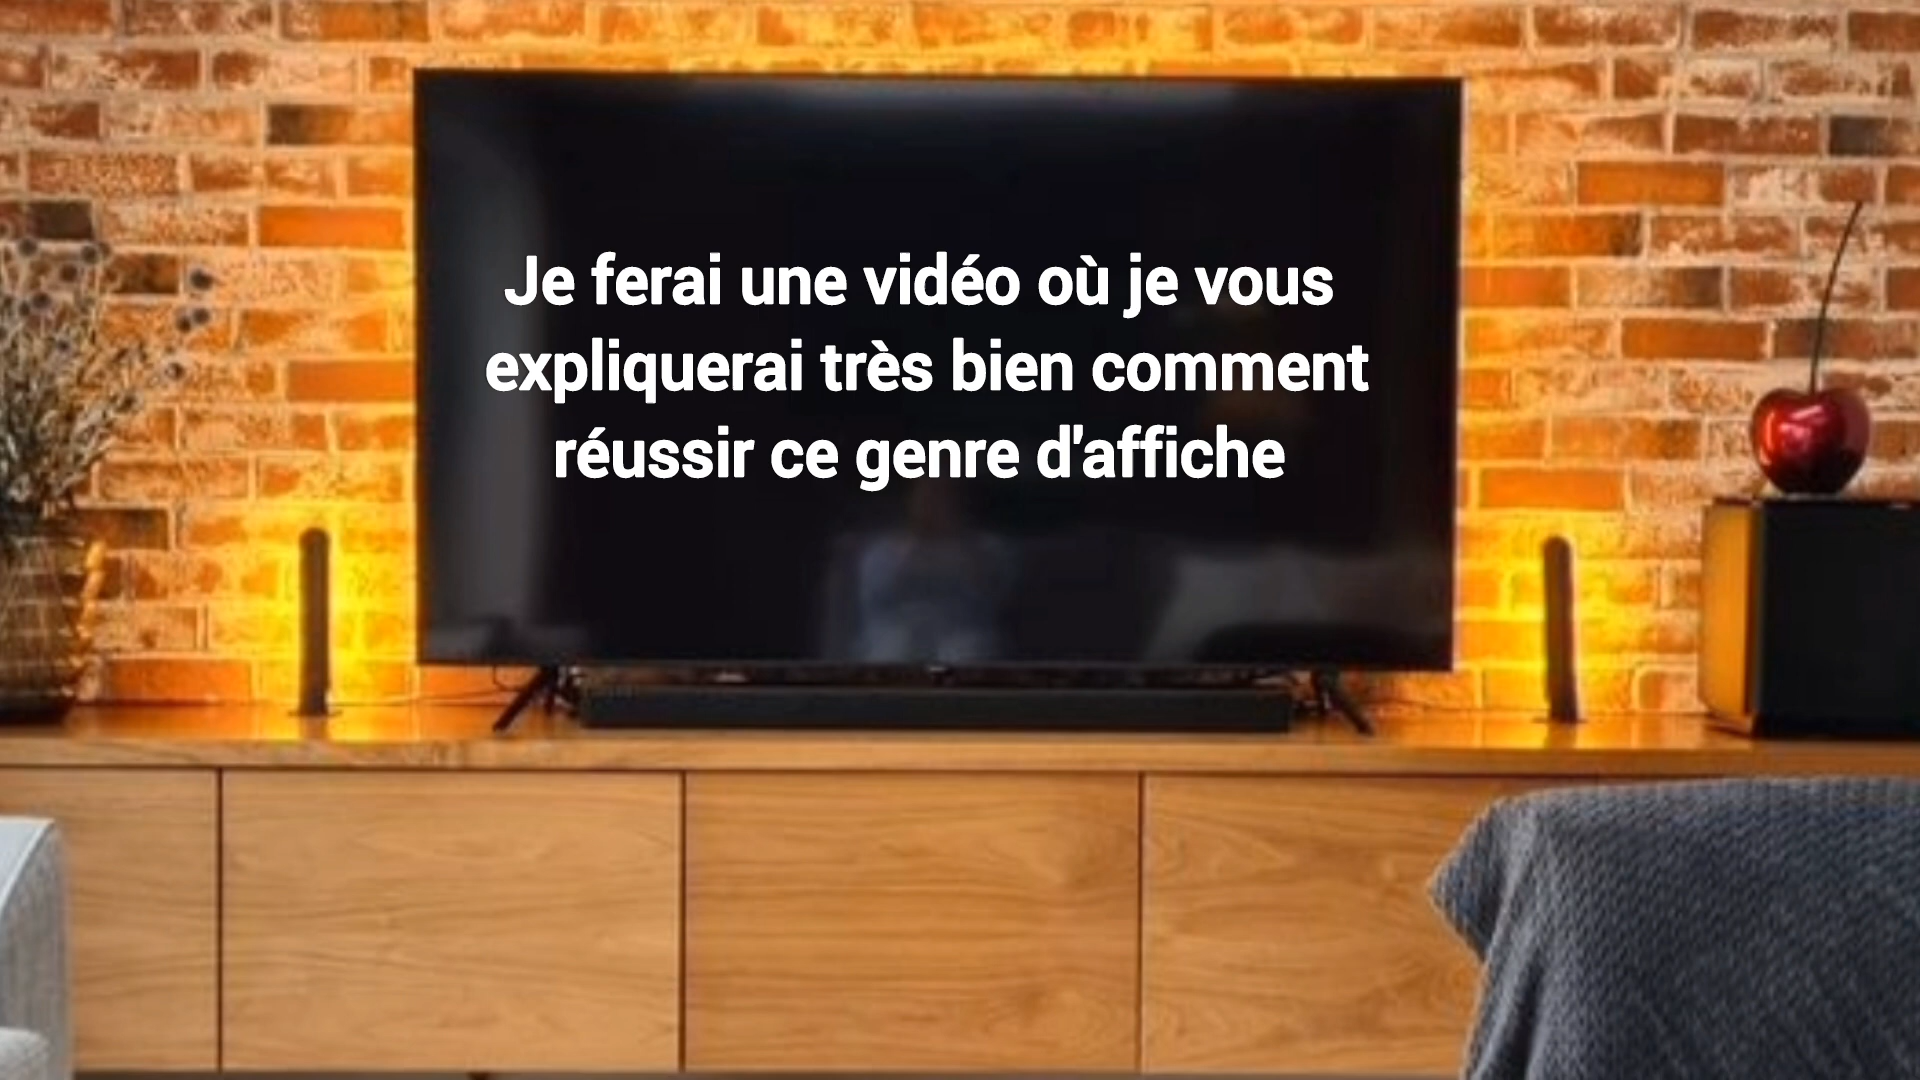 Je ferai une vidéo où je vous
expliquerai très bien comment
réussir ce genre d'affiche